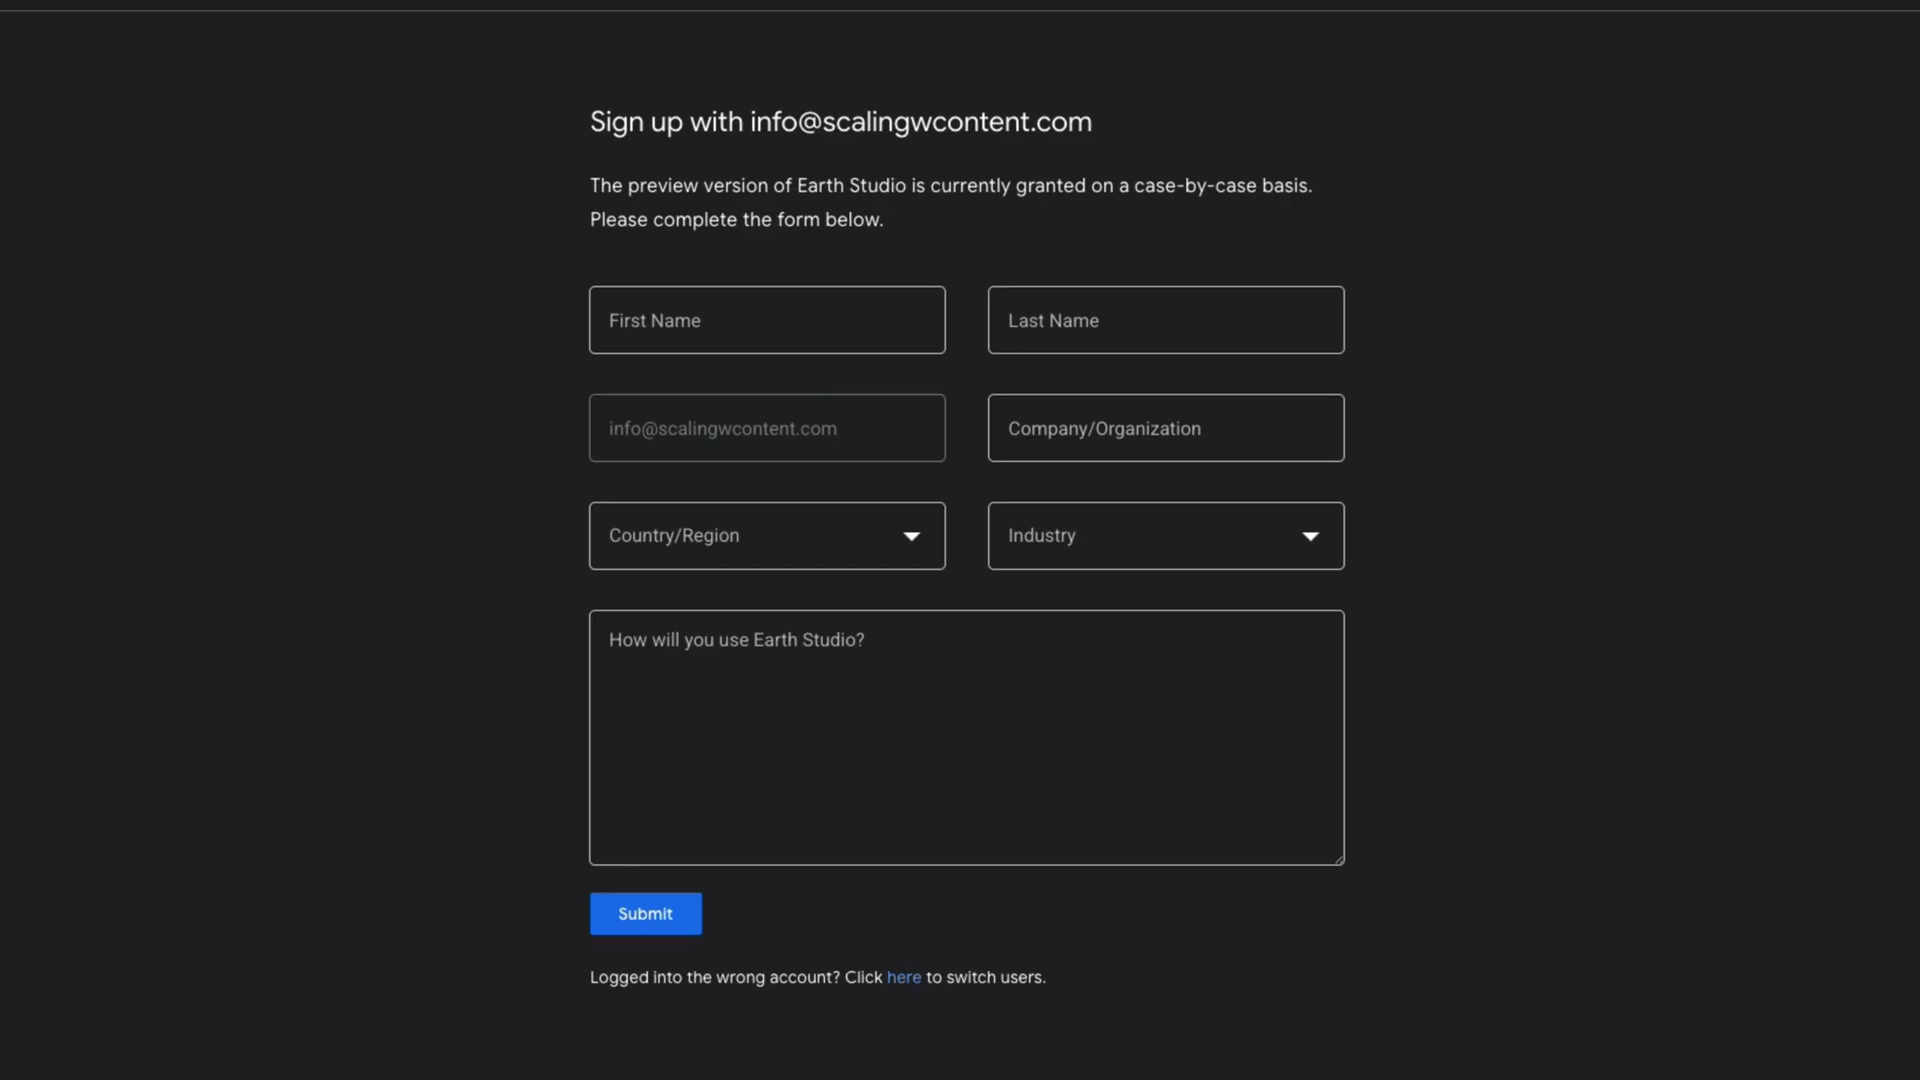 Sign up with info@scalingwcontent.com
The preview version of Earth Studio is currently granted on a case-by-case basis.
Please complete the form below.
First Name
Last Name
info@scalingwcontent.com
Company/Organization
Country/Region
Industry
How will you use Earth Studio?
Submit
Logged into the wrong account? Click here to switch users.